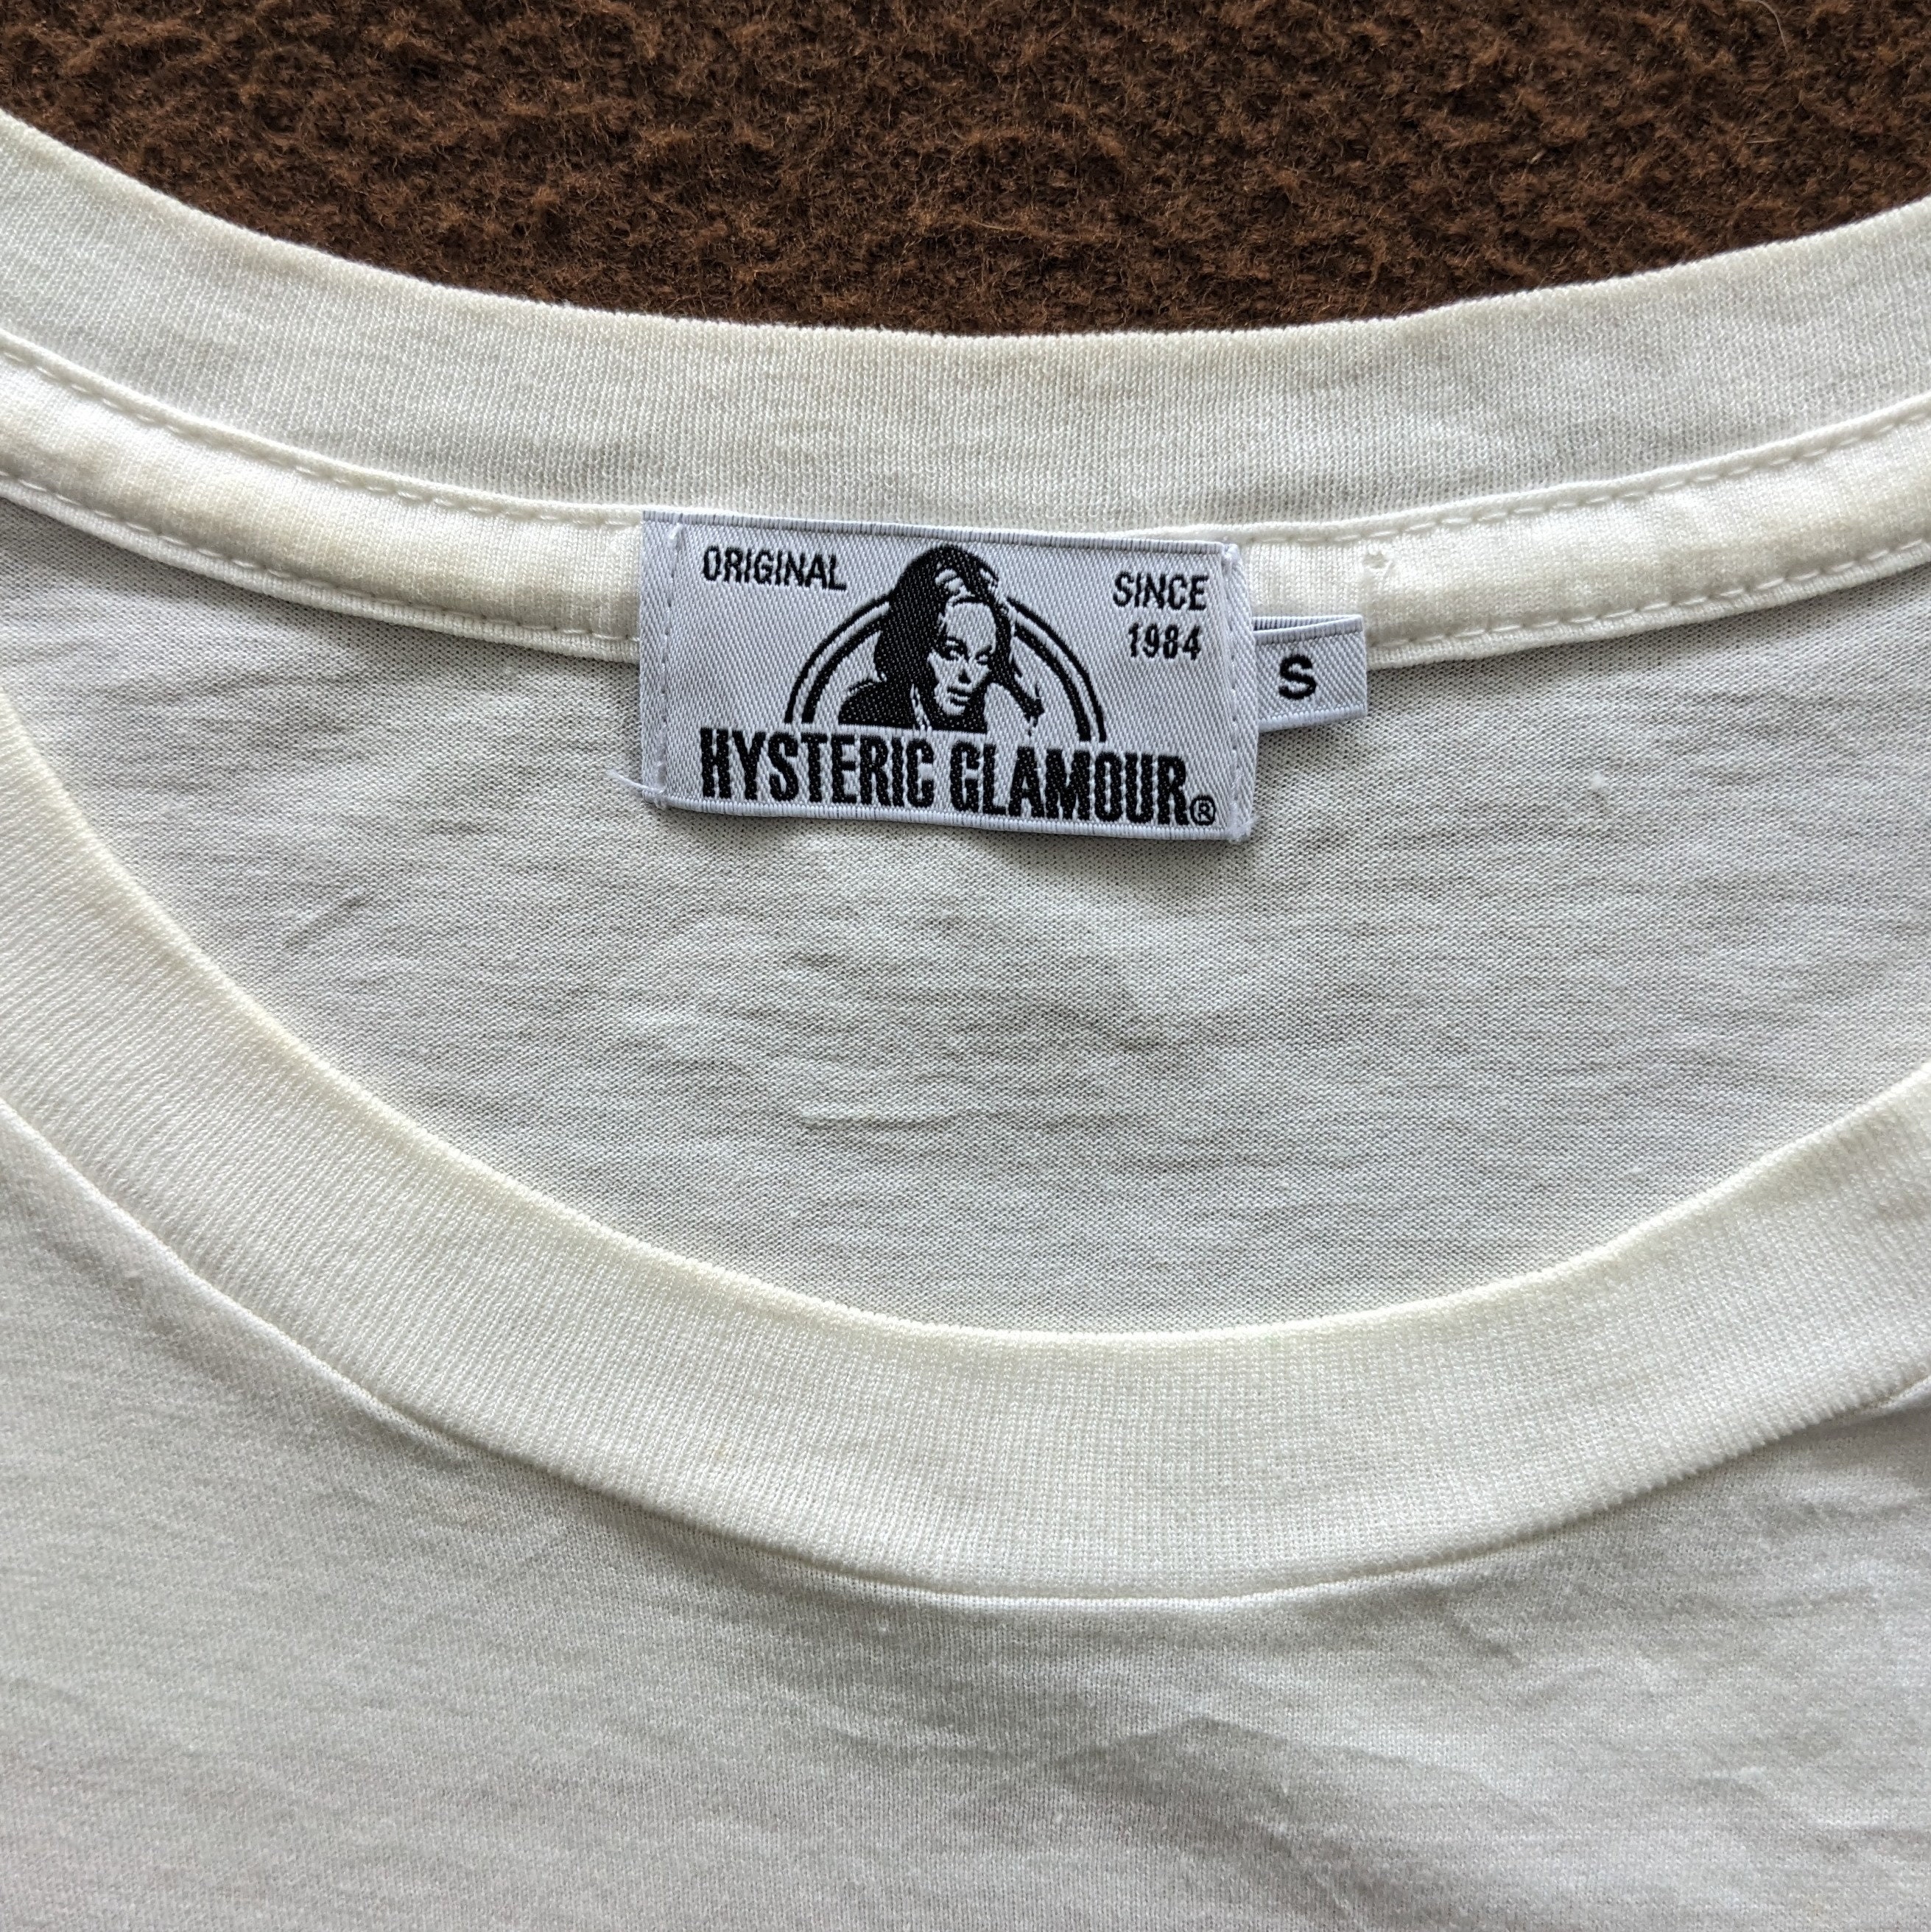 ORIGINAL
SINCE
1984
HYSTERIC GLAMOUR®
S